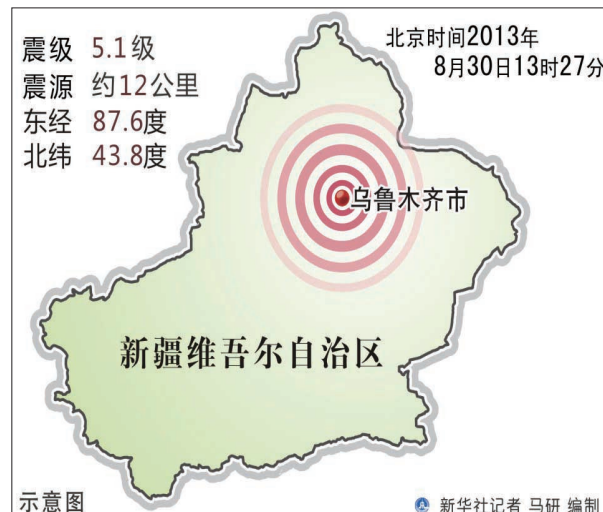 震级 5.1级
震源 约12公里
东经 87.6度
北纬 43.8度
北京时间2013年
8月30日13时27分
乌鲁木齐市
新疆维吾尔自治区
示意图
新华社记者 马研 编制